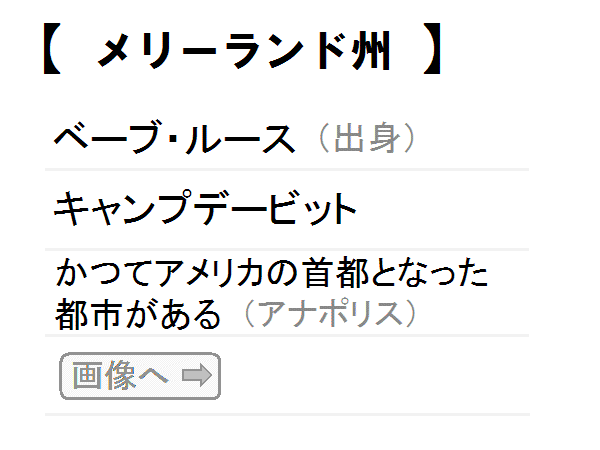 【 メリーランド州 】
ベーブ・ルース（出身）
キャンプデービット
かつてアメリカの首都となった
都市がある（アナポリス）
画像へ ⇨